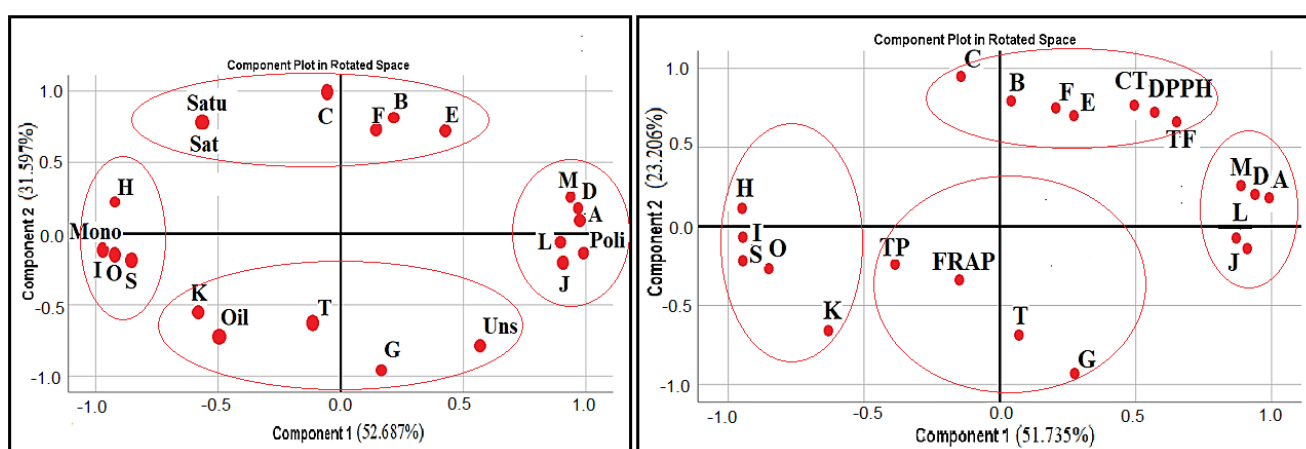 Component Plot in Rotated Space
1.0
0.5
0.0
-0.5
-1.0
Component 2 (31.597%)
Satu
Sat
C
F
B
E
H
Mono
I
O
S
M
D
A
L
Poli
J
K
Oil
T
G
Uns
-1.0
-0.5
0.0
0.5
1.0
Component 1 (52.687%)
Component Plot in Rotated Space
1.0
0.5
0.0
-0.5
-1.0
Component 2 (23.206%)
C
B
F
E
CT
DPPH
TF
H
I
S
O
K
M
D
A
L
J
TP
FRAP
T
G
-1.0
-0.5
0.0
0.5
1.0
Component 1 (51.735%)